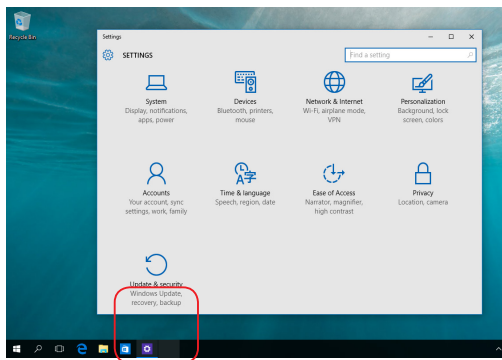 Recycle Bin
Settings
SETTINGS
Find a setting
System
Display, notifications,
apps, power
Devices
Bluetooth, printers,
mouse
Network & Internet
Wi-Fi, airplane mode,
VPN
Personalization
Background, lock
screen, colors
Accounts
Your account, sync
settings, work, family
Time & language
Speech, region, date
Ease of Access
Narrator, magnifier,
high contrast
Privacy
Location, camera
Update & security
Windows Update,
recovery, backup